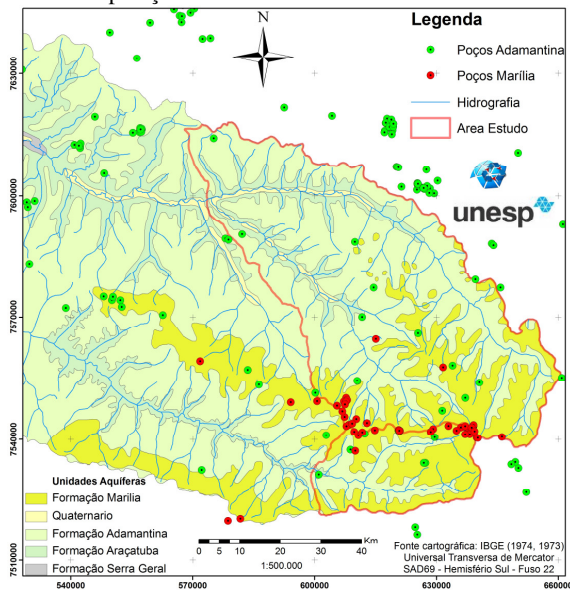 N
Legenda
Poços Adamantina
Poços Marília
Hidrografia
Area Estudo
unesp
7630000
7600000
7570000
7540000
7510000
Unidades Aquíferas
Formação Marilia
Quaternario
Formação Adamantina
Formação Araçatuba
Formação Serra Geral
0 5 10 20 30 40 Km
1:500.000
Fonte cartográfica: IBGE (1974, 1973)
Universal Transversa de Mercator
SAD69 - Hemisfério Sul - Fuso 22
540000 570000 600000 630000 660000